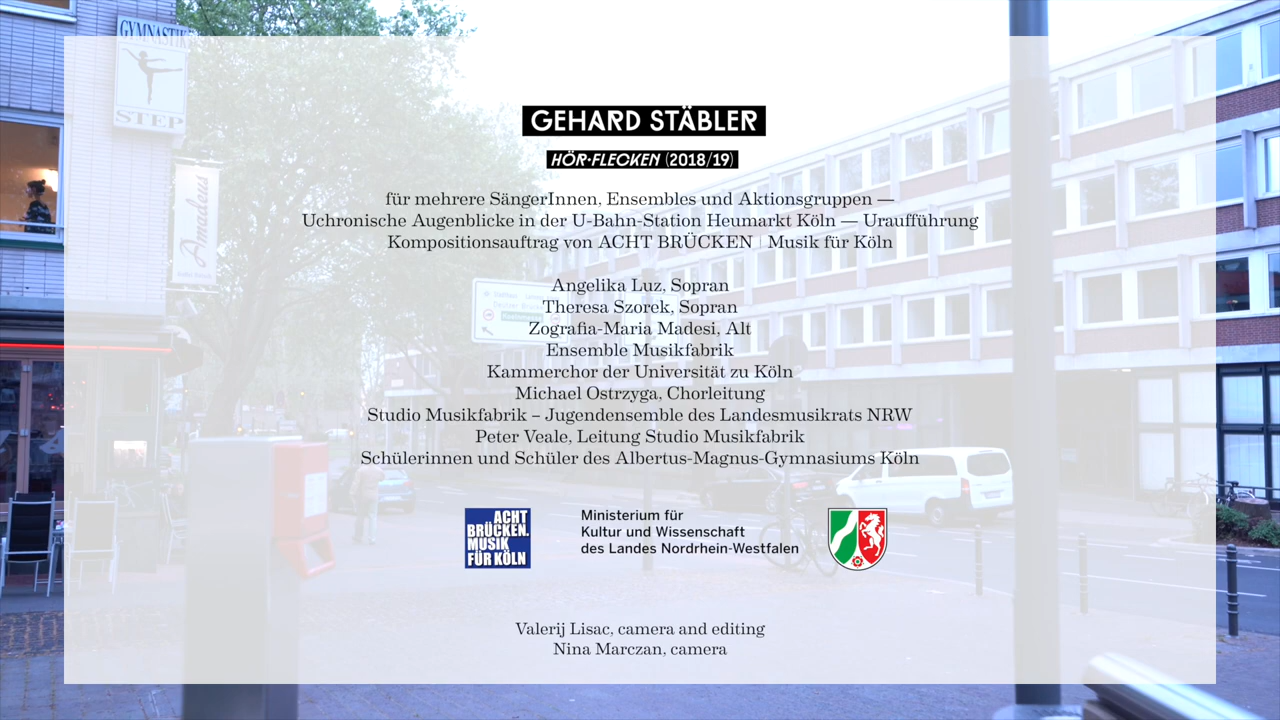 GYMNASTIK
STEP
Amadeus
GEHARD STÄBLER
HÖR·FLECKEN (2018/19)
für mehrere SängerInnen, Ensembles und Aktionsgruppen —
Uchronische Augenblicke in der U-Bahn-Station Heumarkt Köln — Uraufführung
Kompositionsauftrag von ACHT BRÜCKEN | Musik für Köln
Angelika Luz, Sopran
Theresa Szorek, Sopran
Zografia-Maria Madesi, Alt
Ensemble Musikfabrik
Kammerchor der Universität zu Köln
Michael Ostrzyga, Chorleitung
Studio Musikfabrik – Jugendensemble des Landesmusikrats NRW
Peter Veale, Leitung Studio Musikfabrik
Schülerinnen und Schüler des Albertus-Magnus-Gymnasiums Köln
ACHT
BRÜCKEN.
MUSIK
FÜR KÖLN
Ministerium für
Kultur und Wissenschaft
des Landes Nordrhein-Westfalen
Valerij Lisac, camera and editing
Nina Marczan, camera